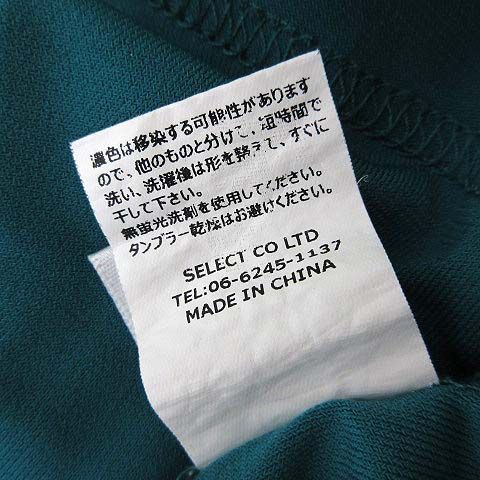 濃色は移染する可能性があります
ので、他のものと分けて、短時間で
洗い、洗濯後は形を整えて、すぐに
干して下さい。
無蛍光洗剤を使用してください。
タンブラー乾燥はお避けください。
SELECT CO LTD
TEL:06-6245-1137
MADE IN CHINA